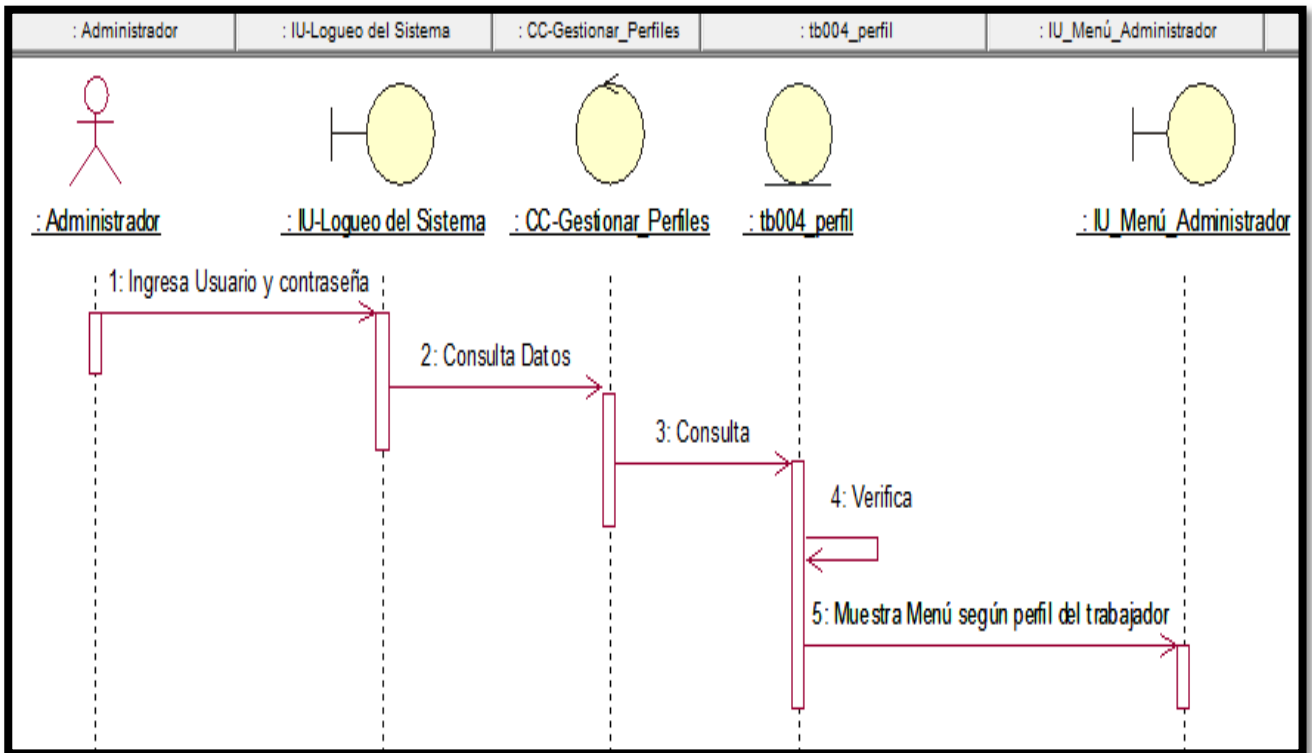 : Administrador
: IU-Logueo del Sistema
: CC-Gestionar_Perfiles
: tb004_perfil
: IU_Menú_Administrador
: Administrador
: IU-Logueo del Sistema
: CC-Gestionar_Perfiles
: tb004_perfil
: IU_Menú_Administrador
1: Ingresa Usuario y contraseña
2: Consulta Datos
3: Consulta
4: Verifica
5: Muestra Menú según perfil del trabajador